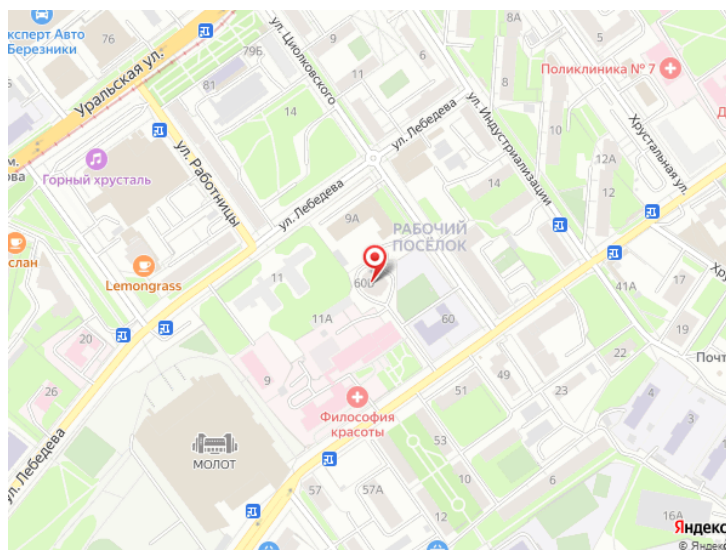 Эксперт Авто
Березники
76
79Б
Уральская ул.
81
14
ул. Циолковского
9
11
8
8А
Поликлиника № 7
ул. Лебедева
ул. Индустриализации
10
12А
12
Хрустальная ул.
Горный хрусталь
ул. Работницы
ул. Лебедева
9А
14
РАБОЧИЙ
ПОСЁЛОК
Lemongrass
11
11А
60
41А
17
19
20
26
9
22
51
49
23
Почт
Философия
красоты
53
4
3
МОЛОТ
ул. Лебедева
57
57А
12
10
6
16А
Яндекс
© Яндекс